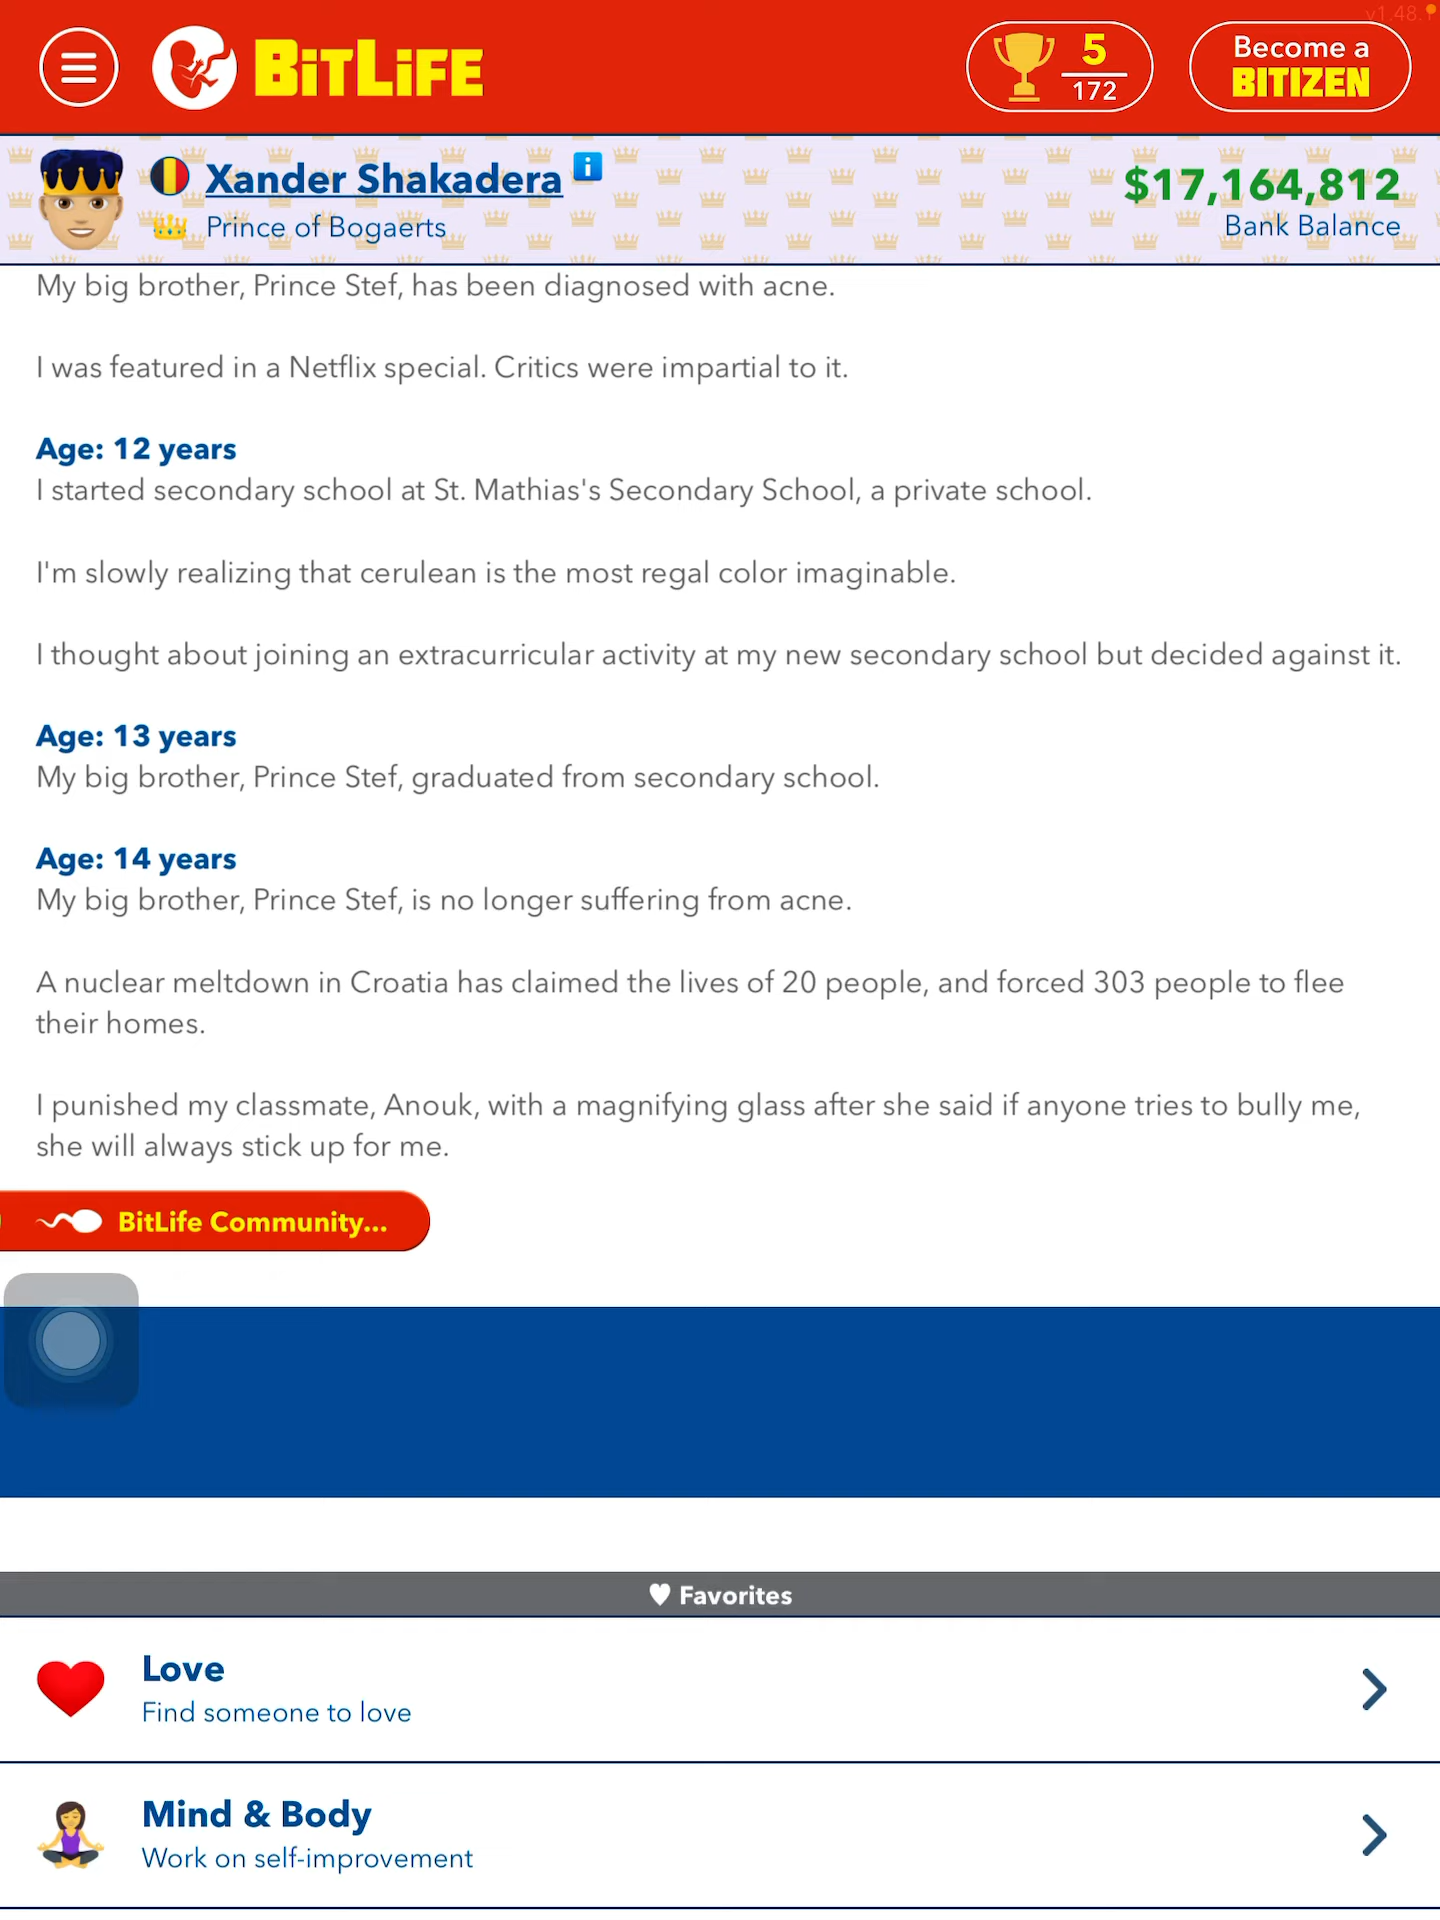 v1.48.1
BITLIFE
5
172
Become a
BITIZEN
Xander Shakadera
i
$17,164,812
Prince of Bogaerts
Bank Balance
My big brother, Prince Stef, has been diagnosed with acne.
I was featured in a Netflix special. Critics were impartial to it.
Age: 12 years
I started secondary school at St. Mathias's Secondary School, a private school.
I'm slowly realizing that cerulean is the most regal color imaginable.
I thought about joining an extracurricular activity at my new secondary school but decided against it.
Age: 13 years
My big brother, Prince Stef, graduated from secondary school.
Age: 14 years
My big brother, Prince Stef, is no longer suffering from acne.
A nuclear meltdown in Croatia has claimed the lives of 20 people, and forced 303 people to flee
their homes.
I punished my classmate, Anouk, with a magnifying glass after she said if anyone tries to bully me,
she will always stick up for me.
BitLife Community...
Favorites
Love
Find someone to love
Mind & Body
Work on self-improvement